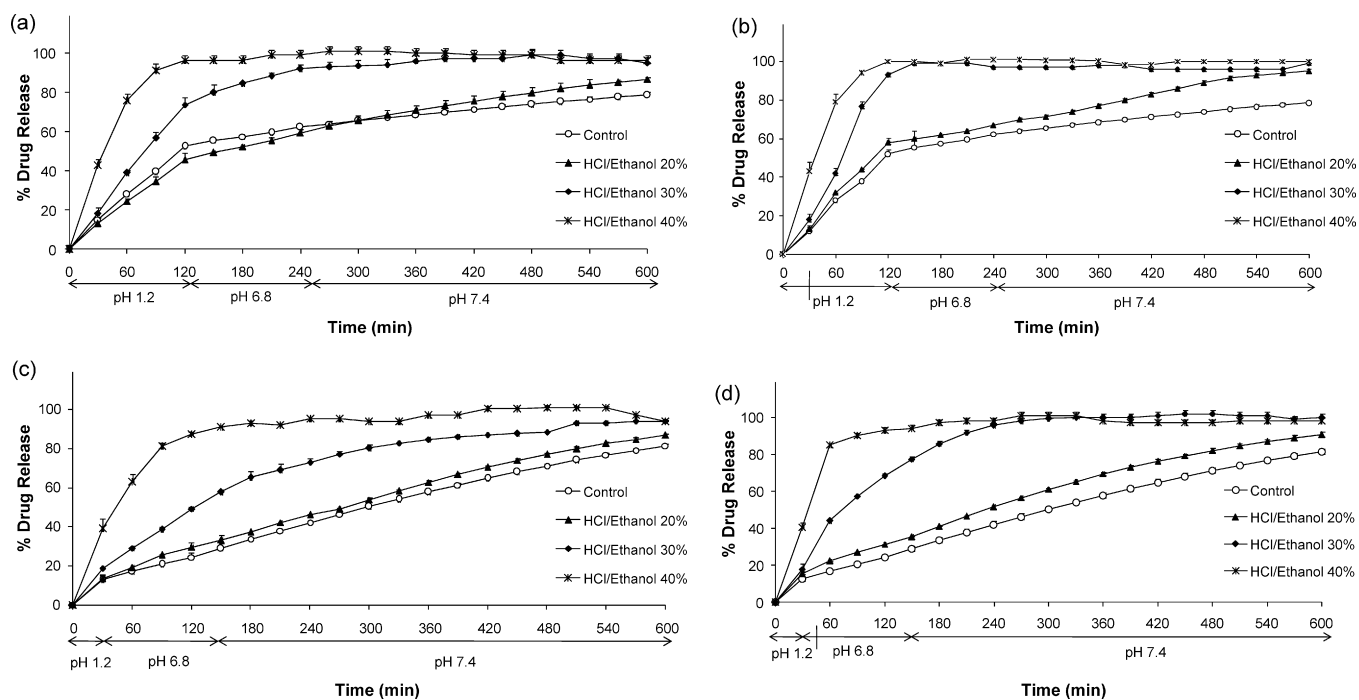 (a)
% Drug Release
100
80
60
40
20
0
Control
HCl/Ethanol 20%
HCl/Ethanol 30%
HCl/Ethanol 40%
0 60 120 180 240 300 360 420 480 540 600
pH 1.2 pH 6.8 pH 7.4
Time (min)
(b)
% Drug Release
100
80
60
40
20
0
Control
HCl/Ethanol 20%
HCl/Ethanol 30%
HCl/Ethanol 40%
0 60 120 180 240 300 360 420 480 540 600
pH 1.2 pH 6.8 pH 7.4
Time (min)
(c)
% Drug Release
100
80
60
40
20
0
Control
HCl/Ethanol 20%
HCl/Ethanol 30%
HCl/Ethanol 40%
0 60 120 180 240 300 360 420 480 540 600
pH 1.2 pH 6.8 pH 7.4
Time (min)
(d)
% Drug Release
100
80
60
40
20
0
Control
HCl/Ethanol 20%
HCl/Ethanol 30%
HCl/Ethanol 40%
0 60 120 180 240 300 360 420 480 540 600
pH 1.2 pH 6.8 pH 7.4
Time (min)